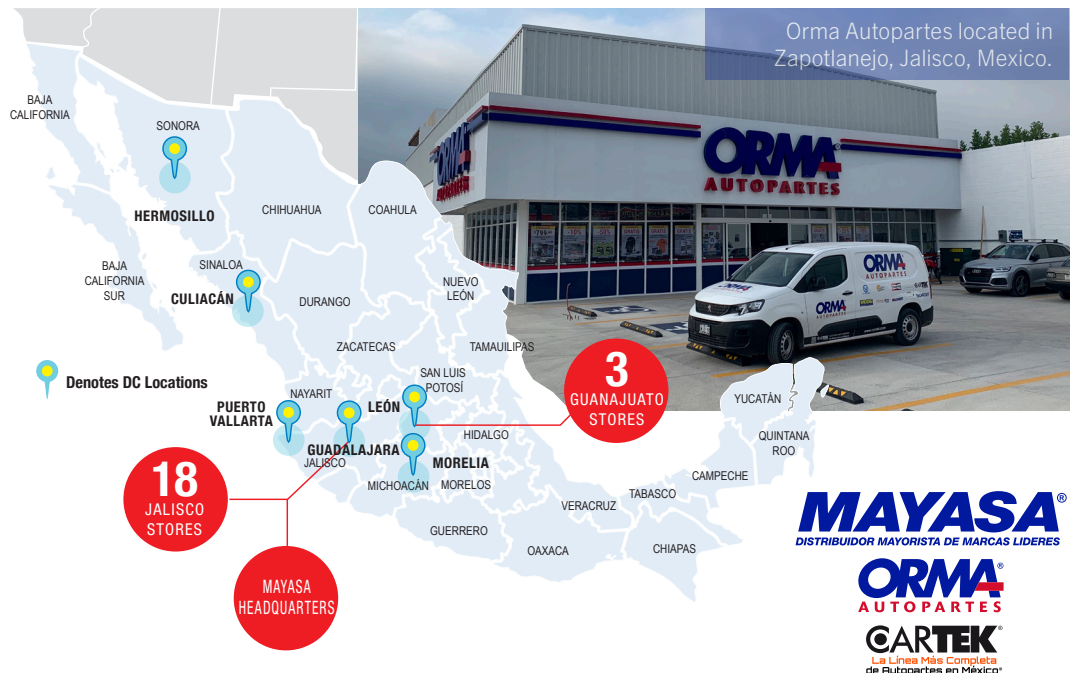 Orma Autopartes located in
Zapotlanejo, Jalisco, Mexico.
ORMA
AUTOPARTES
ORMA
AUTOPARTES
ORMA
AUTOPARTES
BAJA
CALIFORNIA
SONORA
HERMOSILLO
CHIHUAHUA
COAHULA
BAJA
CALIFORNIA
SUR
SINALOA
CULIACÁN
DURANGO
NUEVO
LEÓN
ZACATECAS
TAMAULIPAS
Denotes DC Locations
SAN LUIS
POTOSÍ
NAYARIT
PUERTO
VALLARTA
LEÓN
3
GUANAJUATO
STORES
YUCATÁN
QUINTANA
ROO
HIDALGO
GUADALAJARA
JALISCO
MORELIA
MICHOACÁN
MORELOS
CAMPECHE
TABASCO
VERACRUZ
18
JALISCO
STORES
GUERRERO
OAXACA
CHIAPAS
MAYASA
HEADQUARTERS
MAYASA®
DISTRIBUIDOR MAYORISTA DE MARCAS LIDERES
ORMA®
AUTOPARTES
CARTEK®
La Línea Más Completa
de Autopartes en México®